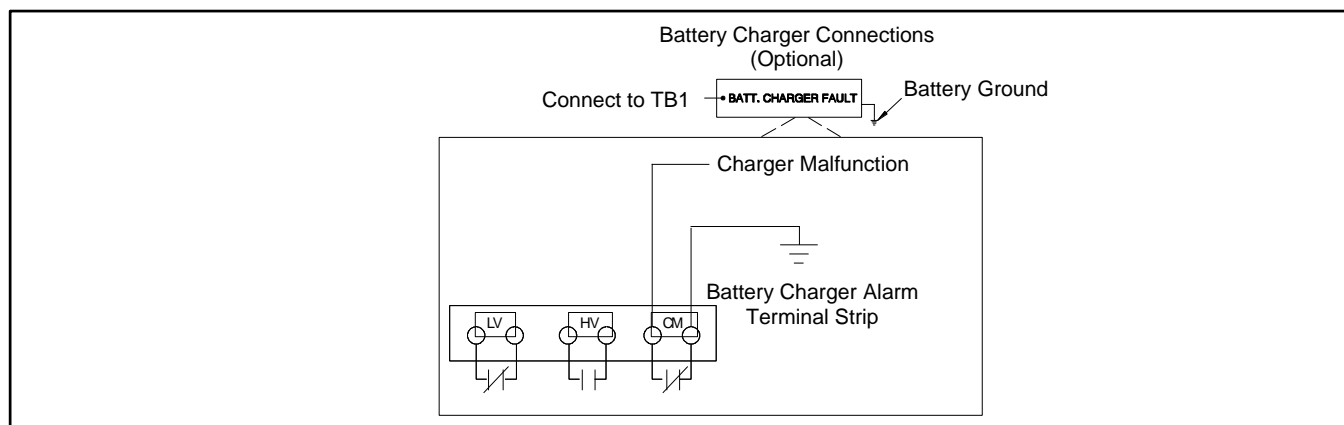 Battery Charger Connections
(Optional)
Connect to TB1
BATT. CHARGER FAULT
Battery Ground
Charger Malfunction
Battery Charger Alarm
Terminal Strip
LV
HV
CM